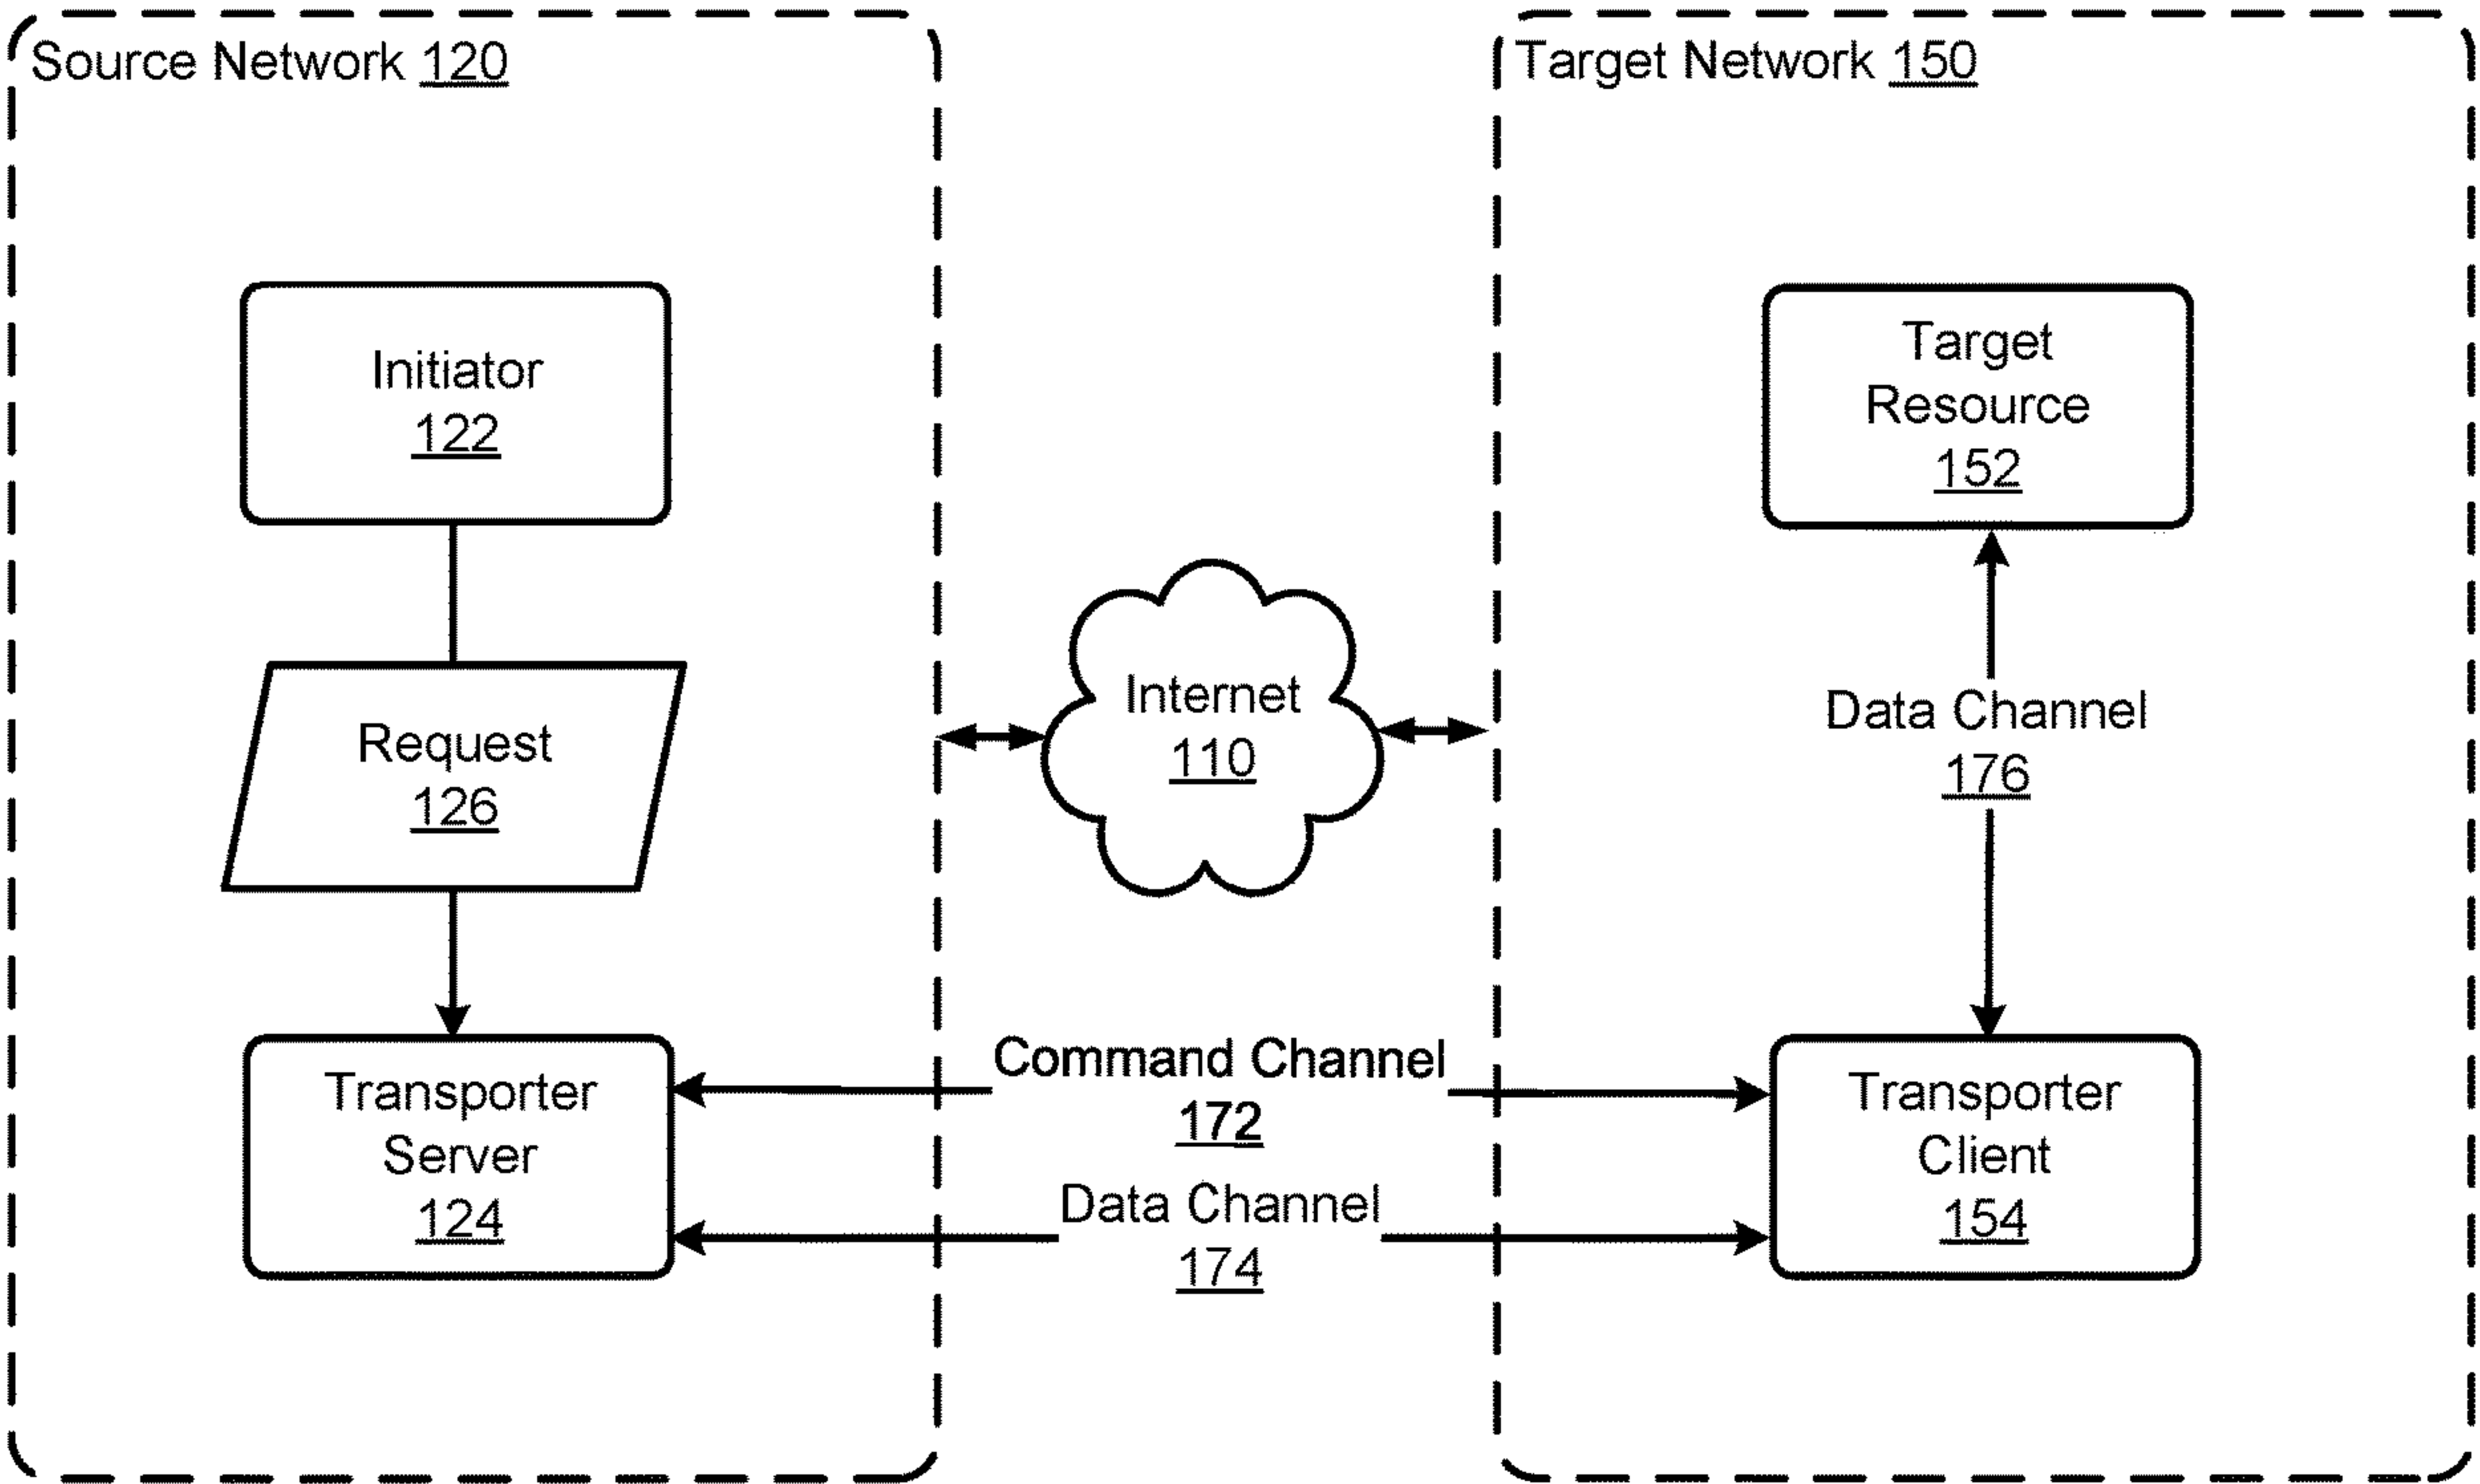 Source Network 120
Initiator
122
Request
126
Transporter
Server
124
Internet
110
Command Channel
172
Data Channel
174
Target Network 150
Target
Resource
152
Data Channel
176
Transporter
Client
154